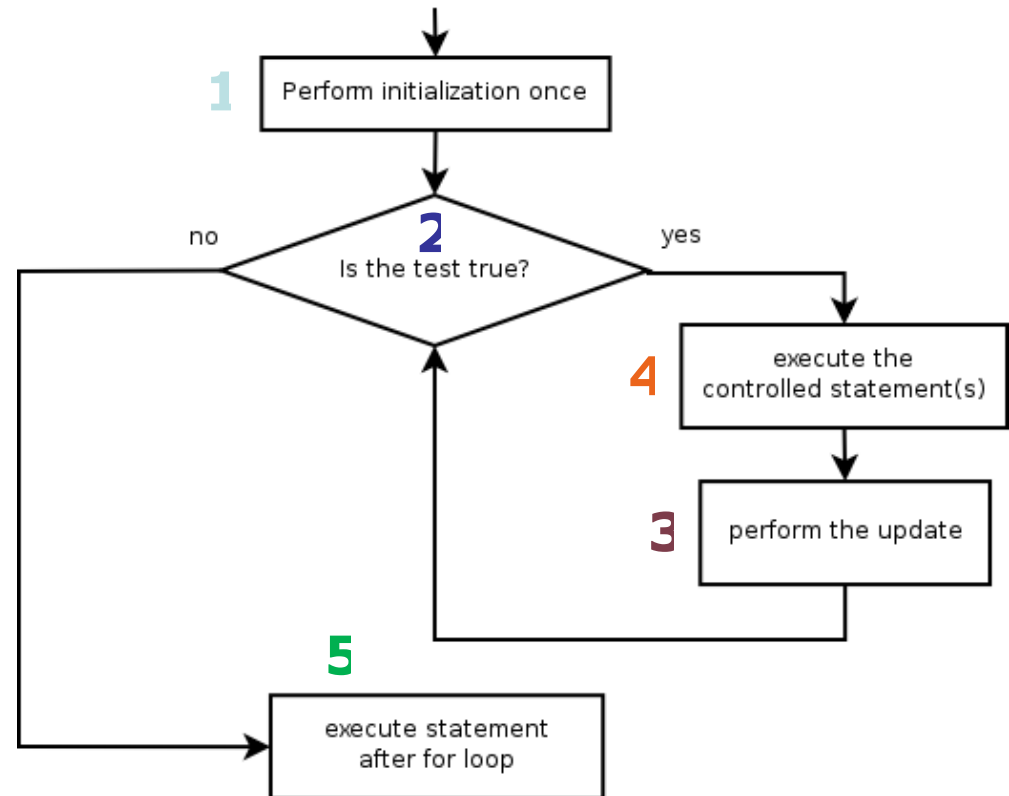 1
Perform initialization once
2
no
yes
Is the test true?
4
execute the
controlled statement(s)
3
perform the update
5
execute statement
after for loop